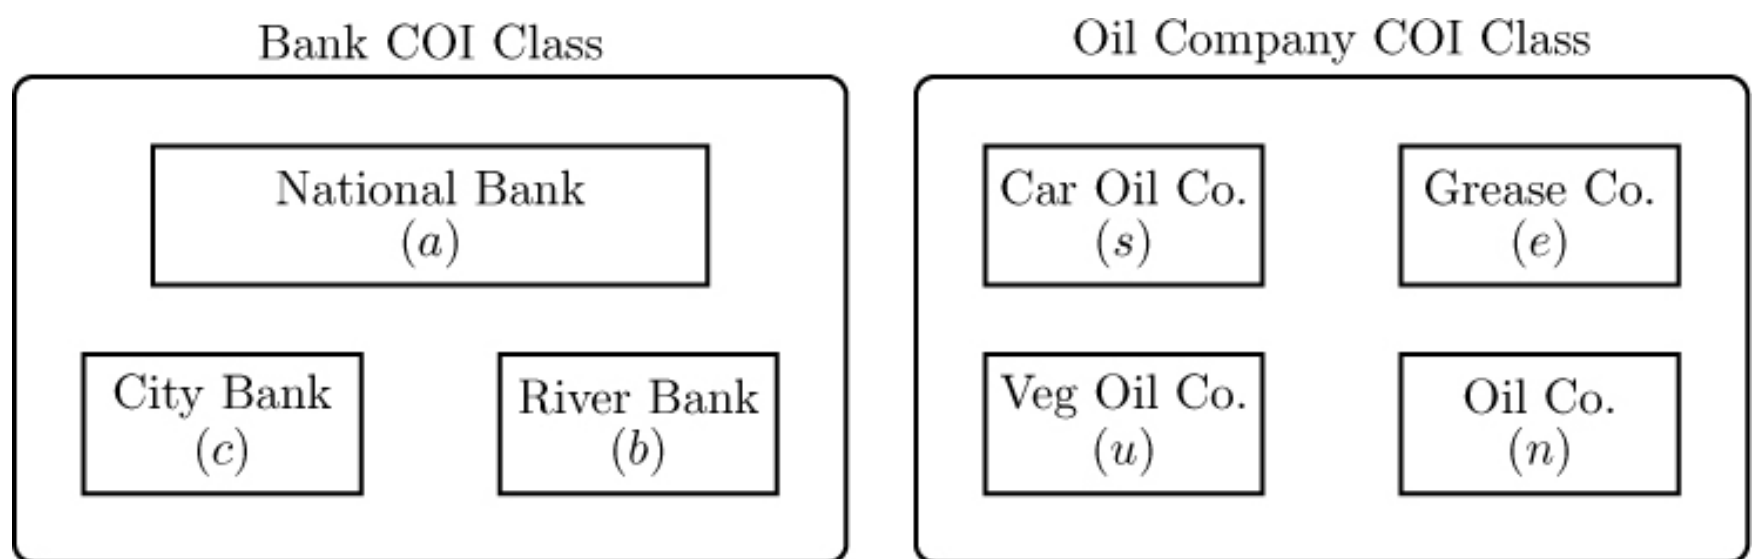 Bank COI Class
National Bank
(a)
City Bank
(c)
River Bank
(b)
Oil Company COI Class
Car Oil Co.
(s)
Grease Co.
(e)
Veg Oil Co.
(u)
Oil Co.
(n)